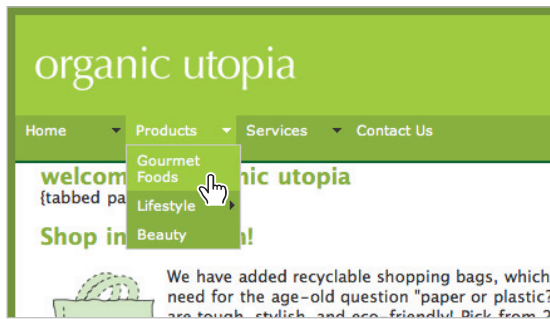 organic utopia
Home Products Services Contact Us
Gourmet
Foods
Lifestyle
Beauty
welcom nic utopia
{tabbed pa
Shop in !
We have added recyclable shopping bags, which
need for the age-old question "paper or plastic?
are tough, stylish, and eco-friendly! Pick from